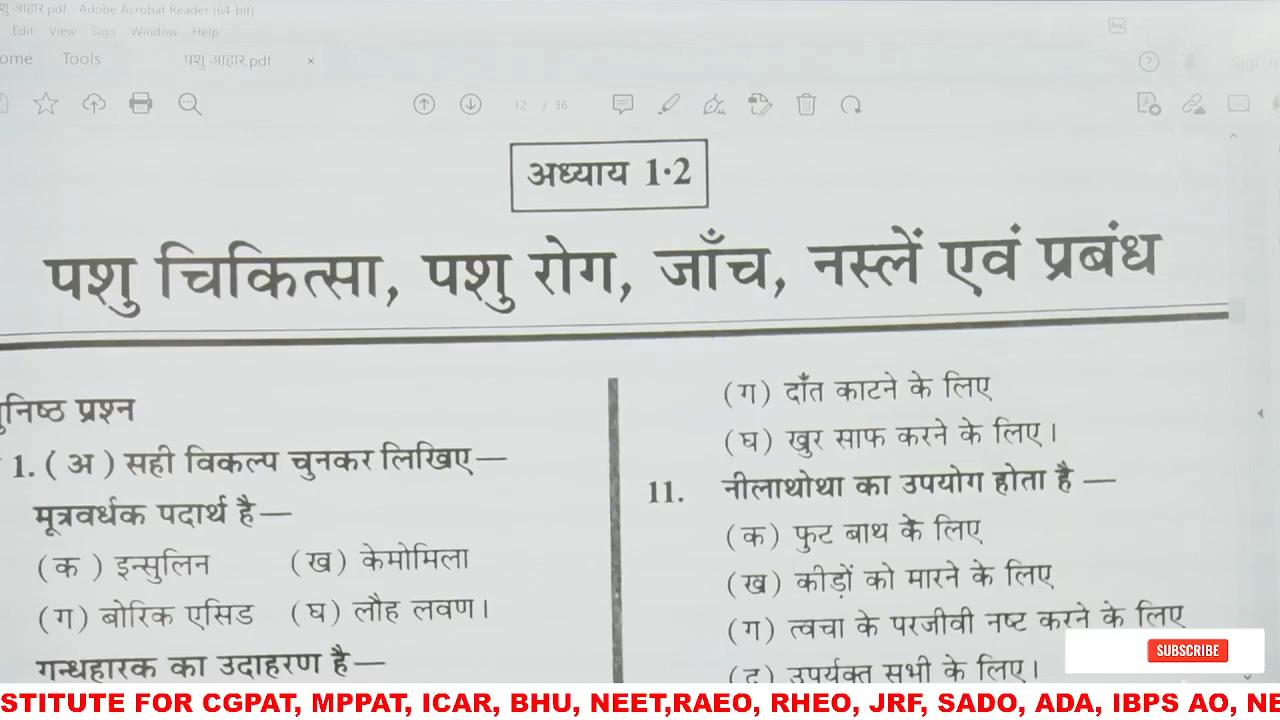 शु आहार.pdf - Adobe Acrobat Reader (64-bit)
Edit View Sign Window Help
ome Tools पशु आहार.pdf ×
12 / 36
अध्याय 1·2
पशु चिकित्सा, पशु रोग, जाँच, नस्लें एवं प्रबंध
नुनिष्ठ प्रश्न
1. ( अ ) सही विकल्प चुनकर लिखिए—
मूत्रवर्धक पदार्थ है—
(क ) इन्सुलिन (ख) केमोमिला
(ग) बोरिक एसिड (घ) लौह लवण।
गन्धहारक का उदाहरण है—
(ग) दाँत काटने के लिए
(घ) खुर साफ करने के लिए।
11. नीलाथोथा का उपयोग होता है —
(क) फुट बाथ के लिए
(ख) कीड़ों को मारने के लिए
(ग) त्वचा के परजीवी नष्ट करने के लिए
(द) उपर्यक्त सभी के लिए।
SUBSCRIBE
STITUTE FOR CGPAT, MPPAT, ICAR, BHU, NEET,RAEO, RHEO, JRF, SADO, ADA, IBPS AO, NE